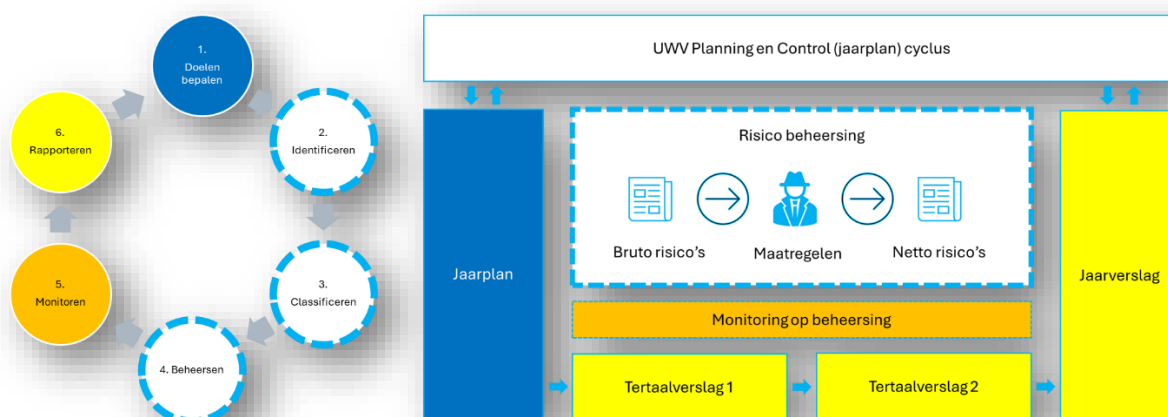 1.
Doelen
bepalen
2.
Identificeren
3.
Classificeren
4. Beheersen
5.
Monitoren
6.
Rapporteren
UWV Planning en Control (jaarplan) cyclus
Jaarplan
Risico beheersing
Bruto risico's
Maatregelen
Netto risico's
Monitoring op beheersing
Tertaalverslag 1
Tertaalverslag 2
Jaarverslag